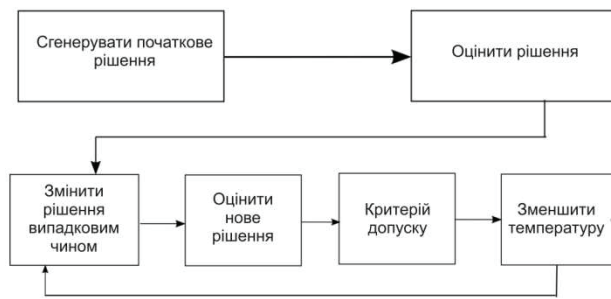 Сгенерувати початкове
рішення
Оцінити рішення
Змінити
рішення
випадковим
чином
Оцінити
нове
рішення
Критерій
допуску
Зменшити
температуру